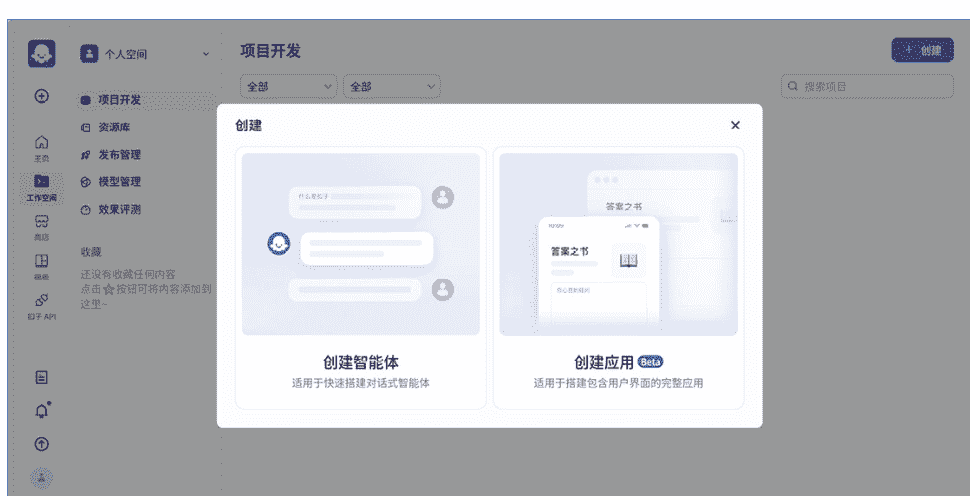 个人空间
项目开发
创建
全部
全部
搜索项目
项目开发
资源库
发布管理
模型管理
效果评测
主页
工作空间
商店
扣子 API
收藏
还没有收藏任何内容
点击☆按钮可将内容添加到
这里~
创建
什么是扣子
创建智能体
适用于快速搭建对话式智能体
答案之书
答案之书
创建应用 Beta
适用于搭建包含用户界面的完整应用